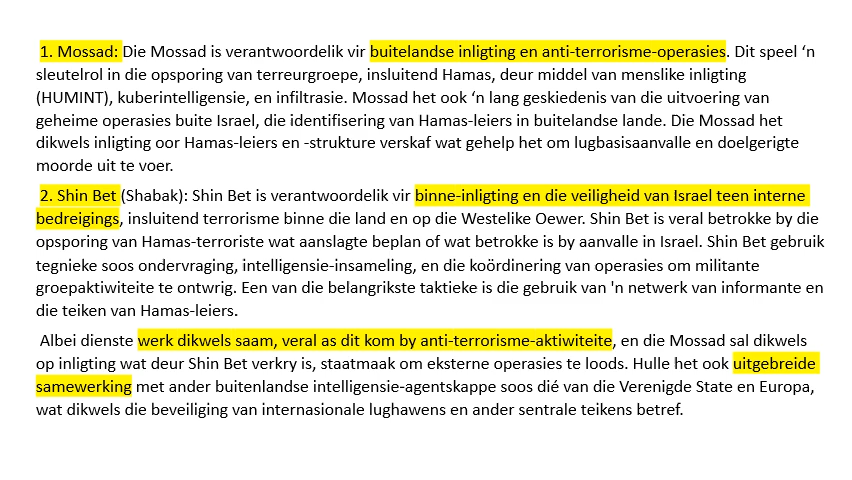 1. Mossad: Die Mossad is verantwoordelik vir buitelandse inligting en anti-terrorisme-operasies. Dit speel ‘n
sleutelrol in die opsporing van terreurgroepe, insluitend Hamas, deur middel van menslike inligting
(HUMINT), kuberintelligensie, en infiltrasie. Mossad het ook ‘n lang geskiedenis van die uitvoering van
geheime operasies buite Israel, die identifisering van Hamas-leiers in buitelandse lande. Die Mossad het
dikwels inligting oor Hamas-leiers en -strukture verskaf wat gehelp het om lugbasisaanvalle en doelgerigte
moorde uit te voer.
2. Shin Bet (Shabak): Shin Bet is verantwoordelik vir binne-inligting en die veiligheid van Israel teen interne
bedreigings, insluitend terrorisme binne die land en op die Westelike Oewer. Shin Bet is veral betrokke by die
opsporing van Hamas-terroriste wat aanslagte beplan of wat betrokke is by aanvalle in Israel. Shin Bet gebruik
tegnieke soos ondervraging, intelligensie-insameling, en die koördinering van operasies om militante
groepaktiwiteite te ontwrig. Een van die belangrikste taktieke is die gebruik van 'n netwerk van informante en
die teiken van Hamas-leiers.
Albei dienste werk dikwels saam, veral as dit kom by anti-terrorisme-aktiwiteite, en die Mossad sal dikwels
op inligting wat deur Shin Bet verkry is, staatmaak om eksterne operasies te loods. Hulle het ook uitgebreide
samewerking met ander buitenlandse intelligensie-agentskappe soos dié van die Verenigde State en Europa,
wat dikwels die beveiliging van internasionale lughawens en ander sentrale teikens betref.